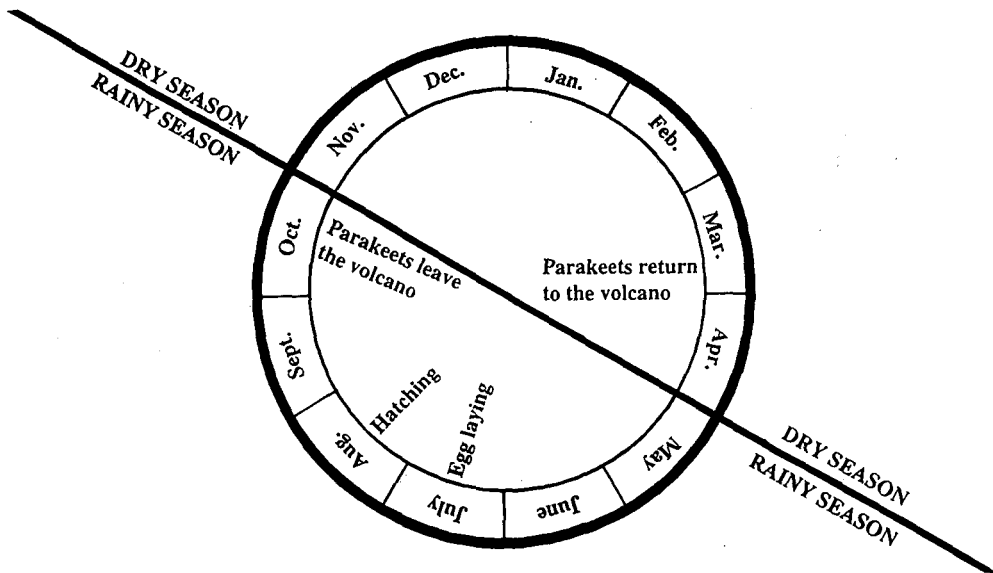 DRY SEASON
RAINY SEASON
Jan.
Feb.
Mar.
Apr.
May
June
July
Aug.
Sept.
Oct.
Nov.
Dec.
Parakeets leave
the volcano
Parakeets return
to the volcano
Hatching
Egg laying
DRY SEASON
RAINY SEASON